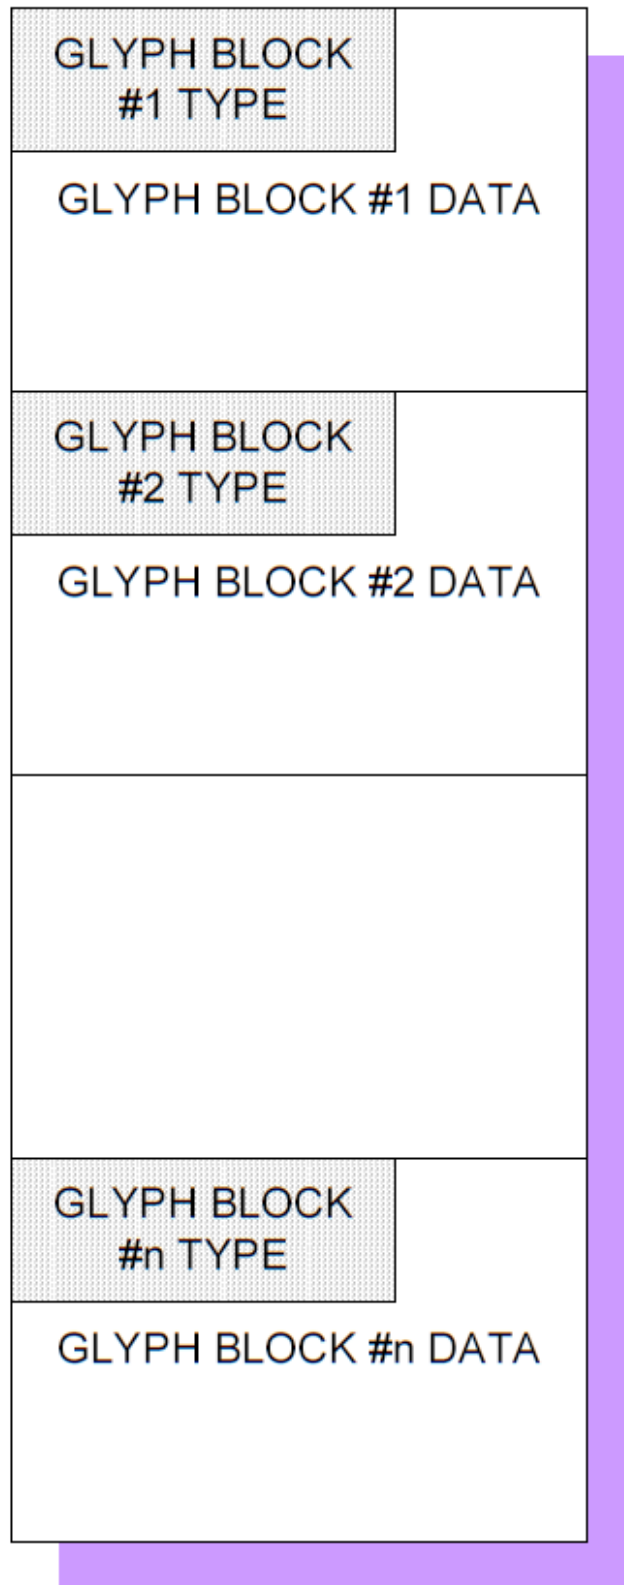 GLYPH BLOCK
#1 TYPE
GLYPH BLOCK #1 DATA
GLYPH BLOCK
#2 TYPE
GLYPH BLOCK #2 DATA
GLYPH BLOCK
#n TYPE
GLYPH BLOCK #n DATA